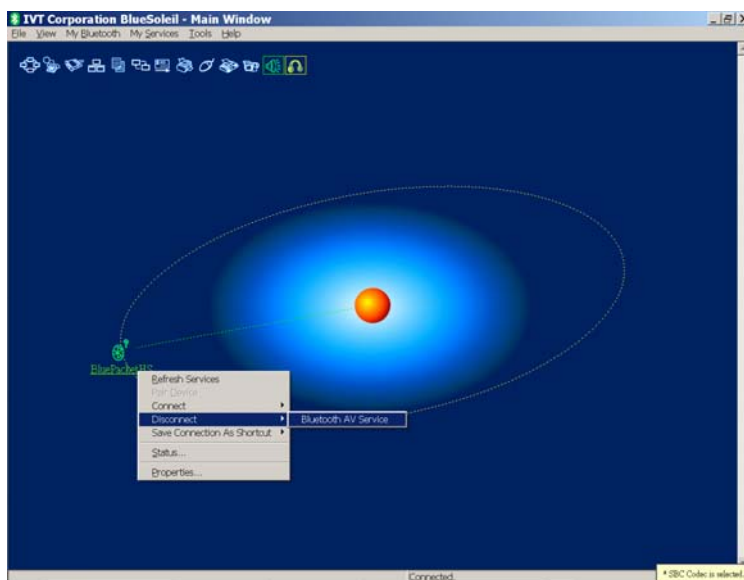 IVT Corporation BlueSoleil - Main Window
File View My Bluetooth My Services Tools Help
BluePacketHS
Refresh Services
Pair Device
Connect
Disconnect
Bluetooth AV Service
Save Connection As Shortcut
Status...
Properties...
Connected.
* SBC Codec is selected.